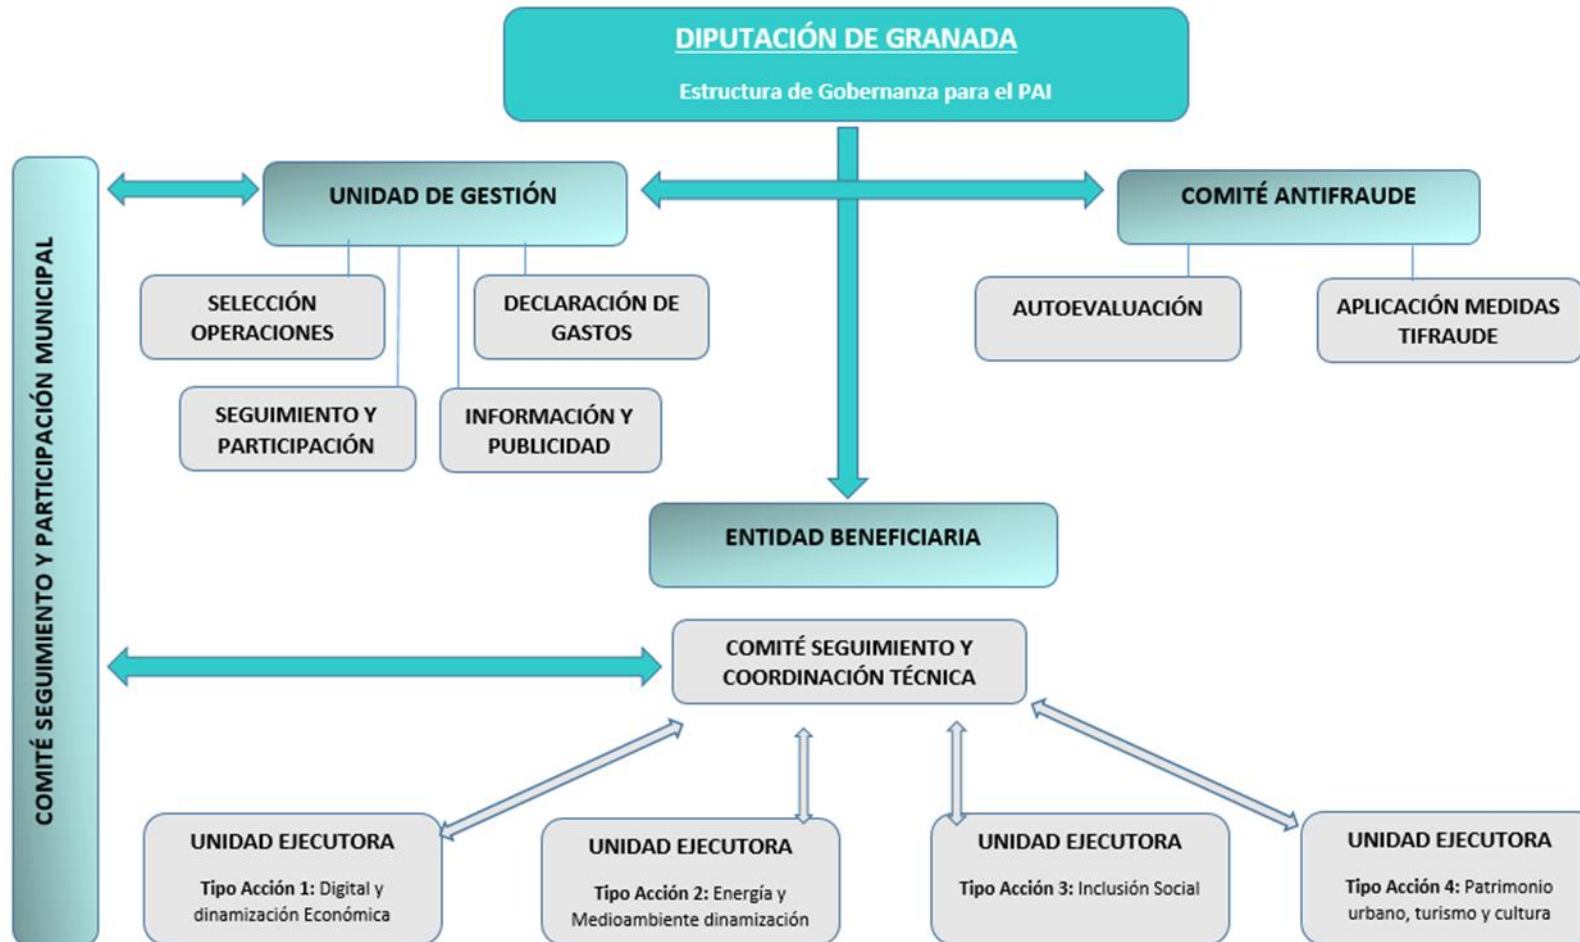 DIPUTACIÓN DE GRANADA
Estructura de Gobernanza para el PAI
COMITÉ SEGUIMIENTO Y PARTICIPACIÓN MUNICIPAL
UNIDAD DE GESTIÓN
COMITÉ ANTIFRAUDE
SELECCIÓN
OPERACIONES
DECLARACIÓN DE
GASTOS
SEGUIMIENTO Y
PARTICIPACIÓN
INFORMACIÓN Y
PUBLICIDAD
AUTOEVALUACIÓN
APLICACIÓN MEDIDAS
TIFRAUDE
ENTIDAD BENEFICIARIA
COMITÉ SEGUIMIENTO Y
COORDINACIÓN TÉCNICA
UNIDAD EJECUTORA
Tipo Acción 1: Digital y
dinamización Económica
UNIDAD EJECUTORA
Tipo Acción 2: Energía y
Medioambiente dinamización
UNIDAD EJECUTORA
Tipo Acción 3: Inclusión Social
UNIDAD EJECUTORA
Tipo Acción 4: Patrimonio
urbano, turismo y cultura